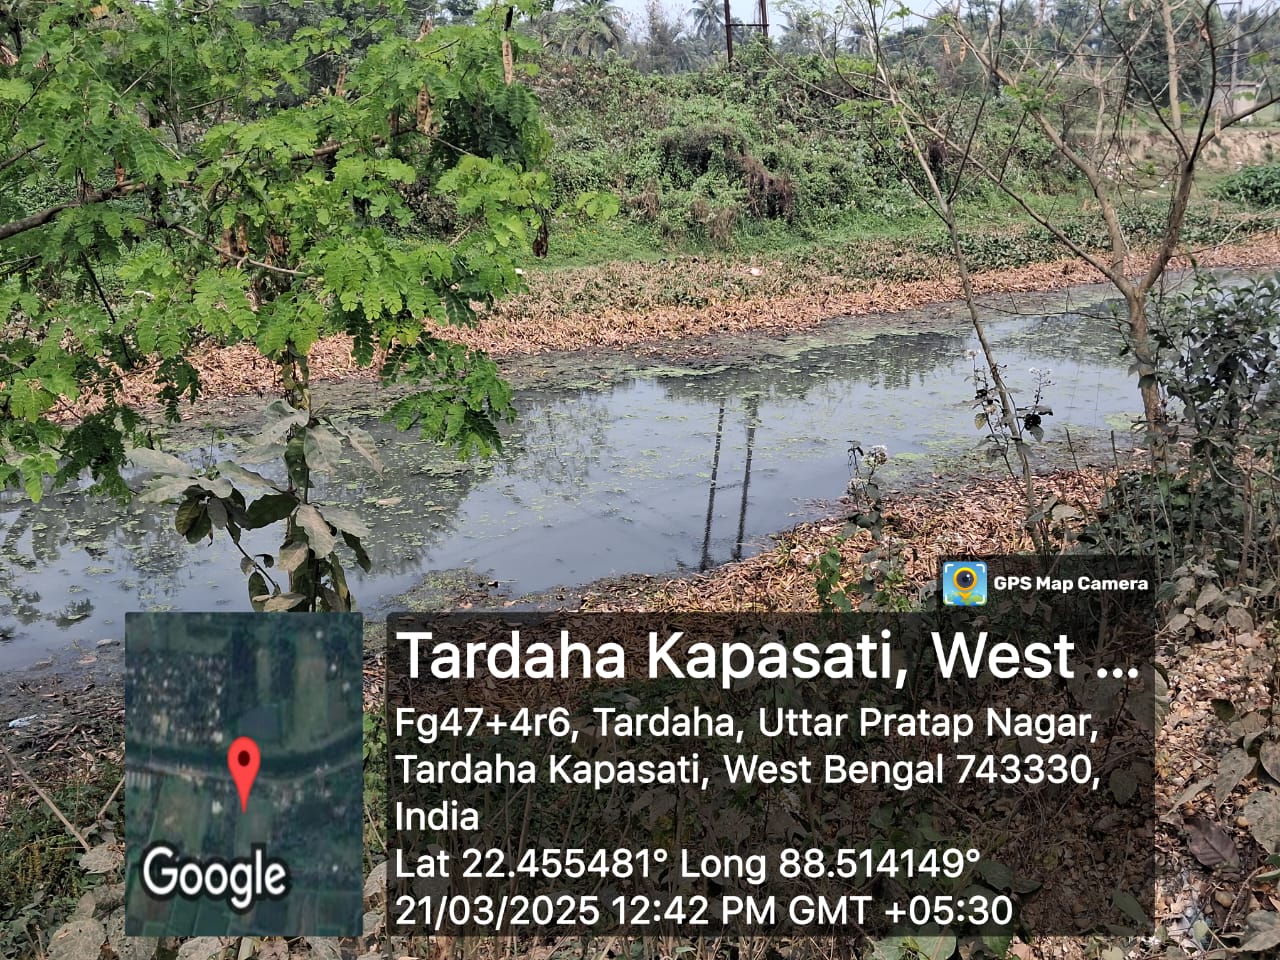 GPS Map Camera
Tardaha Kapasati, West ...
Fg47+4r6, Tardaha, Uttar Pratap Nagar,
Tardaha Kapasati, West Bengal 743330,
India
Lat 22.455481° Long 88.514149°
21/03/2025 12:42 PM GMT +05:30
Google